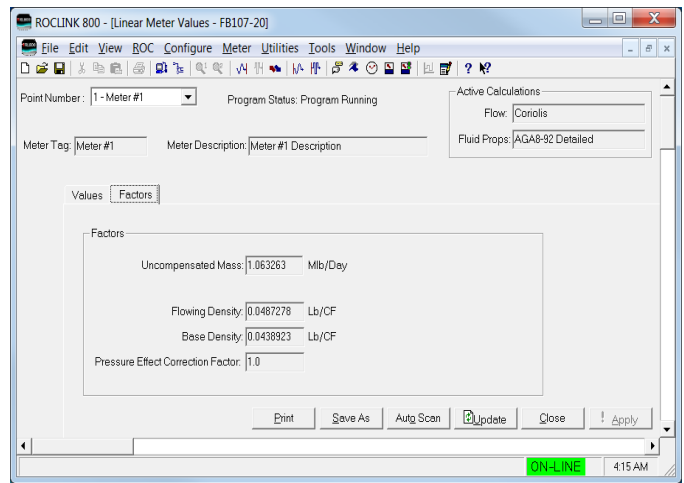 ROCLINK 800 - [Linear Meter Values - FB107-20]
File Edit View ROC Configure Meter Utilities Tools Window Help
Point Number : 1 - Meter #1 Program Status: Program Running
Active Calculations
Flow: Coriolis
Fluid Props: AGA8-92 Detailed
Meter Tag: Meter #1 Meter Description: Meter #1 Description
Values Factors
Factors
Uncompensated Mass: 1.063263 Mlb/Day
Flowing Density: 0.0487278 Lb/CF
Base Density: 0.0438923 Lb/CF
Pressure Effect Correction Factor: 1.0
Print Save As Auto Scan Update Close ! Apply
ON-LINE 4:15 AM